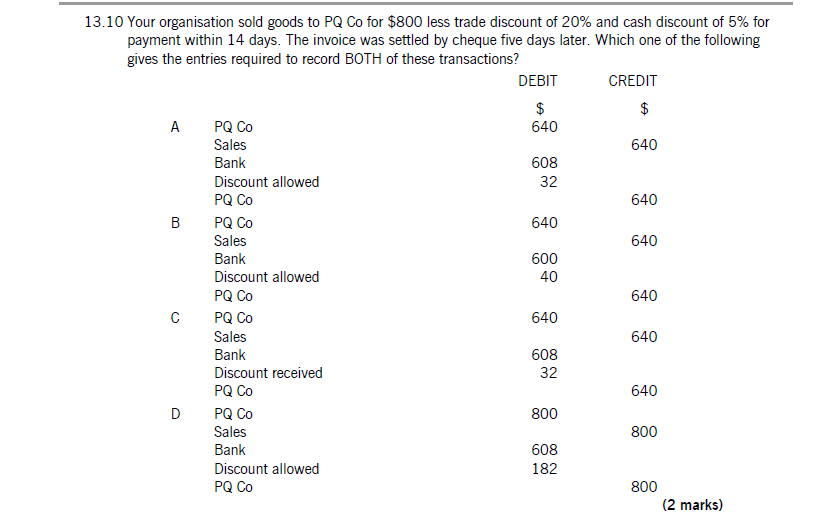 13.10 Your organisation sold goods to PQ Co for $800 less trade discount of 20% and cash discount of 5% for
payment within 14 days. The invoice was settled by cheque five days later. Which one of the following
gives the entries required to record BOTH of these transactions?
DEBIT CREDIT
$ $
A PQ Co 640
Sales 640
Bank 608
Discount allowed 32
PQ Co 640
B PQ Co 640
Sales 640
Bank 600
Discount allowed 40
PQ Co 640
C PQ Co 640
Sales 640
Bank 608
Discount received 32
PQ Co 640
D PQ Co 800
Sales 800
Bank 608
Discount allowed 182
PQ Co 800
(2 marks)